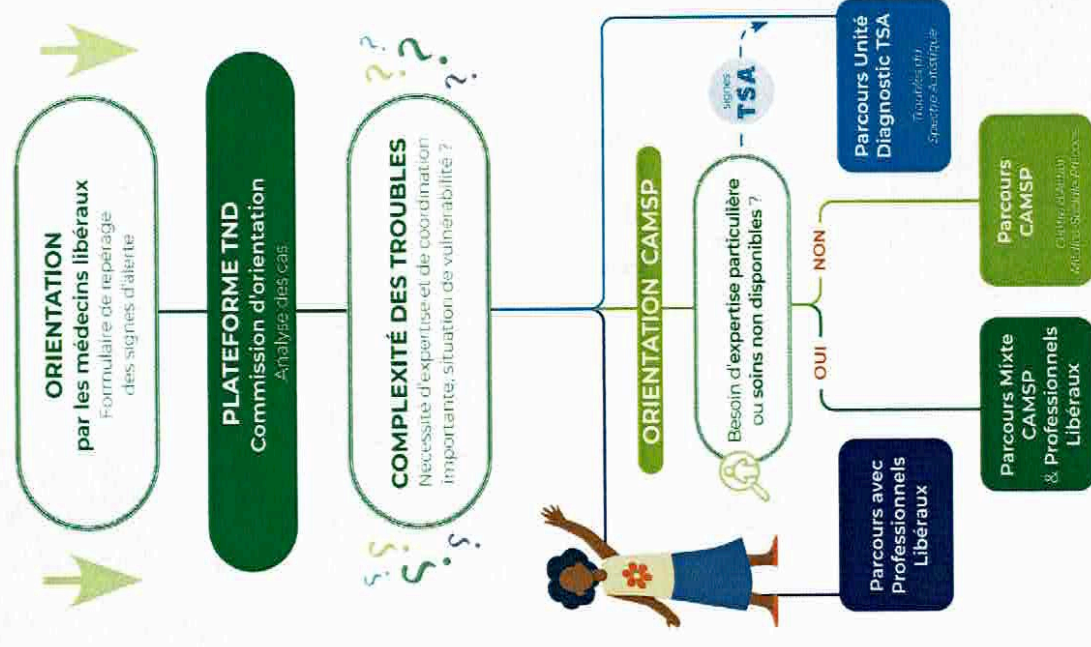 ORIENTATION
par les médecins libéraux
Formulaire de repérage
des signes d'alerte
PLATEFORME TND
Commission d'orientation
Analyse des cas
COMPLEXITÉ DES TROUBLES
Nécessité d'expertise et de coordination
importante, situation de vulnérabilité ?
ORIENTATION CAMSP
Besoin d'expertise particulière
ou soins non disponibles ?
signes
TSA
OUI
NON
Parcours avec
Professionnels
Libéraux
Parcours Mixte
CAMSP
& Professionnels
Libéraux
Parcours
CAMSP
Centre d'Action
Médico-Sociale Précoce
Parcours Unité
Diagnostic TSA
Troubles du
Spectre Autistique